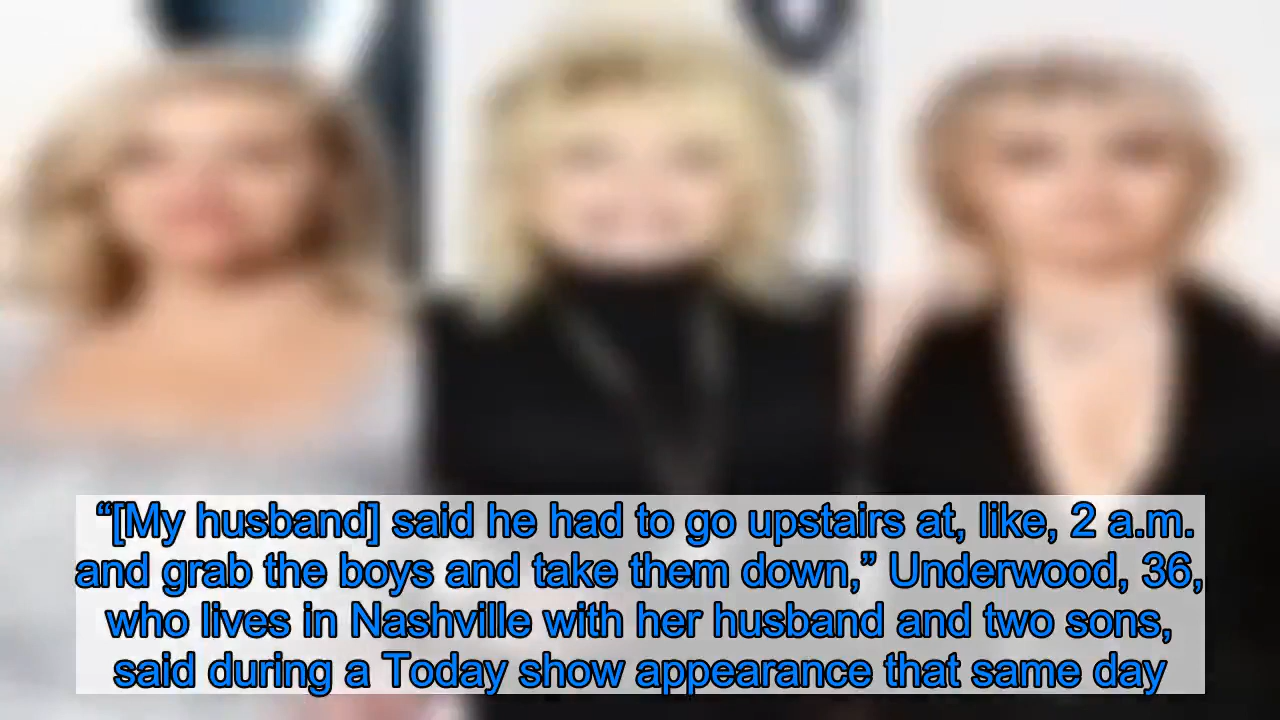 “[My husband] said he had to go upstairs at, like, 2 a.m.
and grab the boys and take them down,” Underwood, 36,
who lives in Nashville with her husband and two sons,
said during a Today show appearance that same day